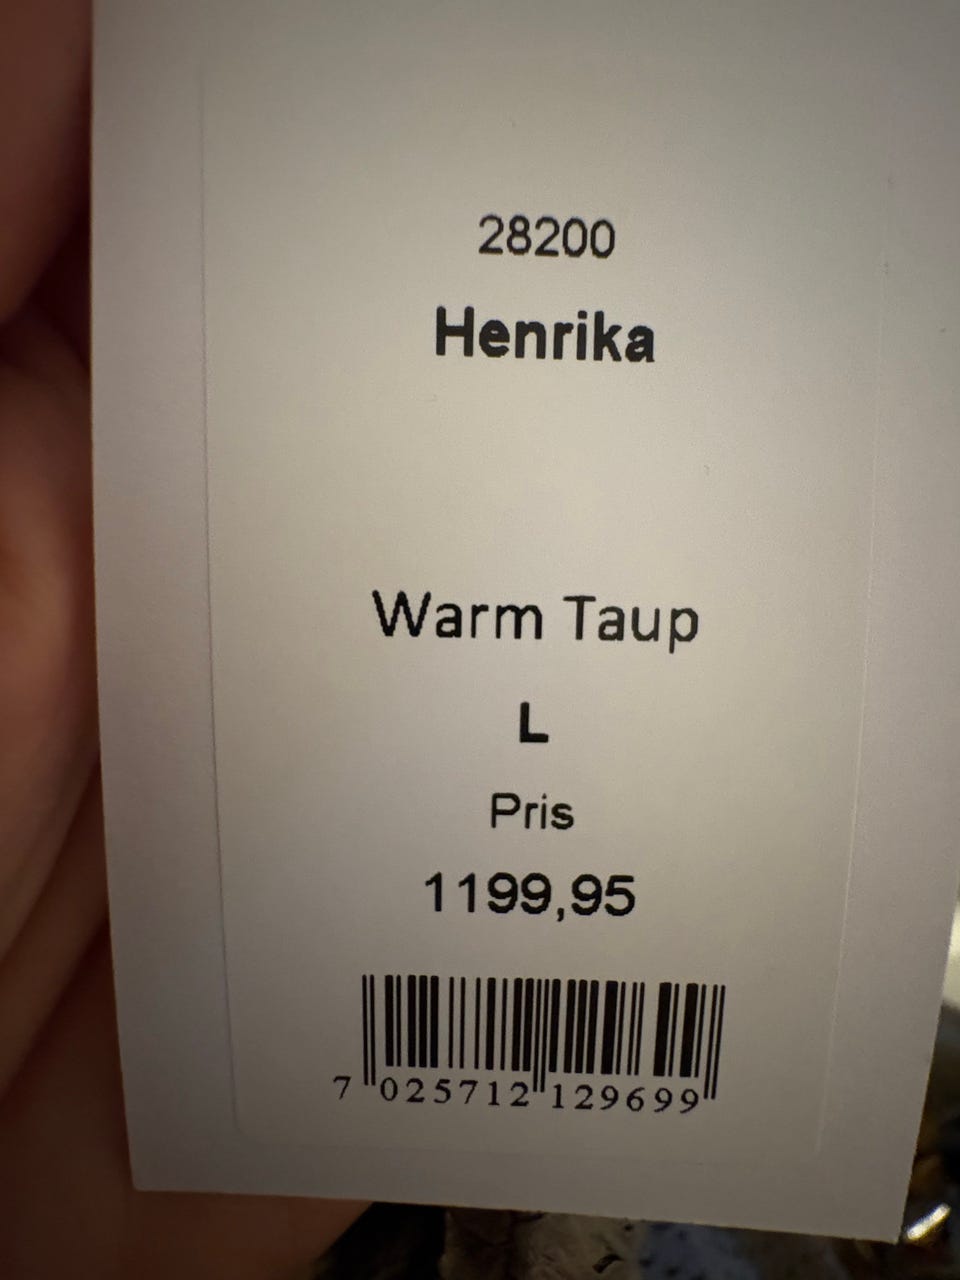 28200
Henrika
Warm Taup
L
Pris
1199,95
7 025712 129699